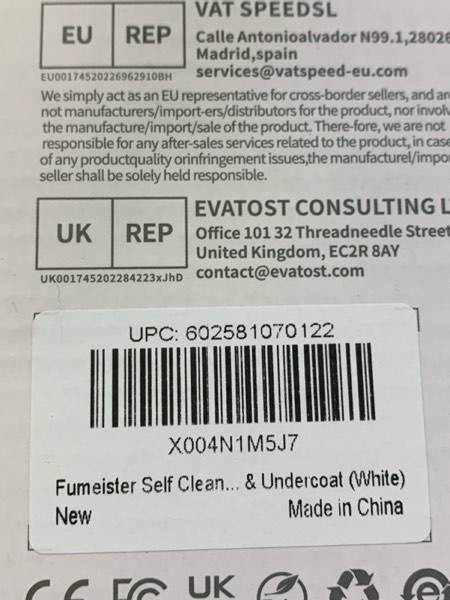 EU REP
EU00174520226962910BH
VAT SPEEDSL
Calle Antonioalvador N99.1,28026
Madrid,spain
services@vatspeed-eu.com
We simply act as an EU representative for cross-border sellers, and are
not manufacturers/import-ers/distributors for the product, nor involv
the manufacture/import/sale of the product. There-fore, we are not
responsible for any after-sales services related to the product, in case
of any productquality orinfringement issues,the manufacturel/impo
seller shall be solely held responsible.
UK REP
UK001745202284223xJhD
EVATOST CONSULTING L
Office 101 32 Threadneedle Street
United Kingdom, EC2R 8AY
contact@evatost.com
UPC: 602581070122
X004N1M5J7
Fumeister Self Clean... & Undercoat (White)
New
Made in China
CE FC UK